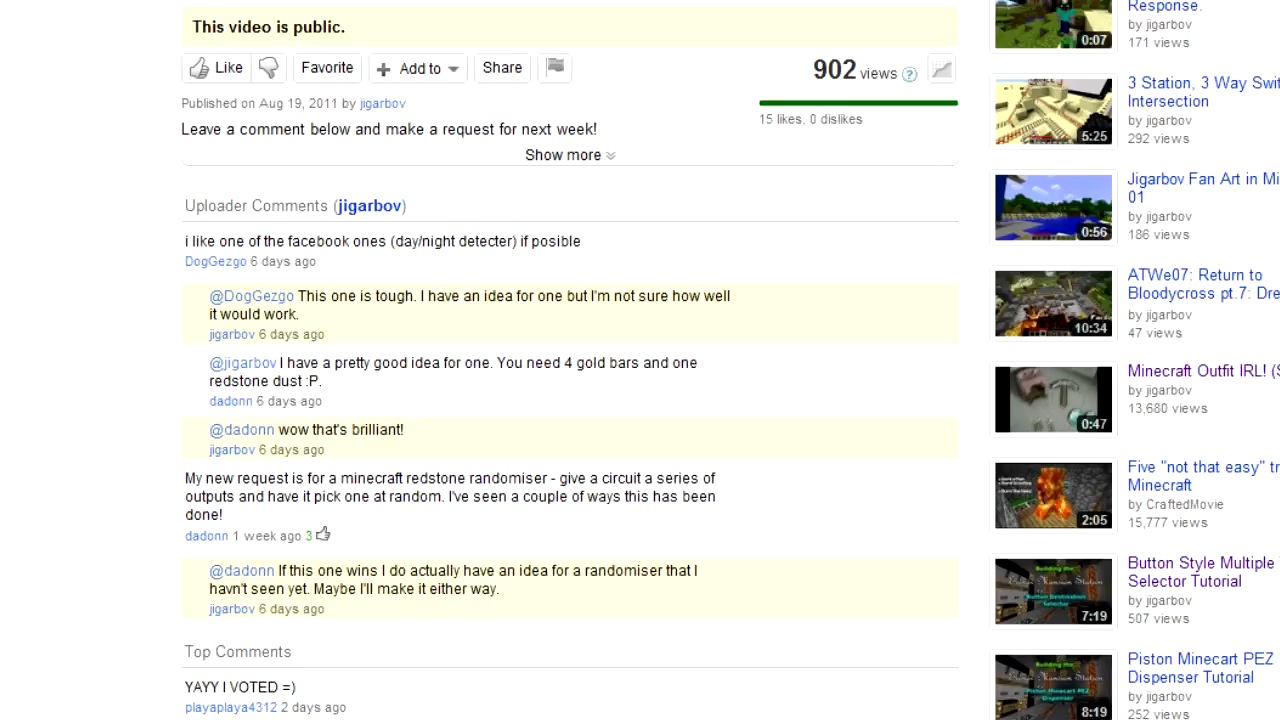 This video is public.
Like
Favorite
Add to
Share
902 views
Published on Aug 19, 2011 by jigarbov
15 likes, 0 dislikes
Leave a comment below and make a request for next week!
Show more
Uploader Comments (jigarbov)
i like one of the facebook ones (day/night detecter) if posible
DogGezgo 6 days ago
@DogGezgo This one is tough. I have an idea for one but I'm not sure how well
it would work.
jigarbov 6 days ago
@jigarbov I have a pretty good idea for one. You need 4 gold bars and one
redstone dust :P.
dadonn 6 days ago
@dadonn wow that's brilliant!
jigarbov 6 days ago
My new request is for a minecraft redstone randomiser - give a circuit a series of
outputs and have it pick one at random. I've seen a couple of ways this has been
done!
dadonn 1 week ago 3
@dadonn If this one wins I do actually have an idea for a randomiser that I
havn't seen yet. Maybe I'll make it either way.
jigarbov 6 days ago
Top Comments
YAYY I VOTED =)
playaplaya4312 2 days ago
Response.
by jigarbov
0:07
171 views
3 Station, 3 Way Swit
Intersection
by jigarbov
5:25
292 views
Jigarbov Fan Art in Mi
01
by jigarbov
0:56
186 views
ATWe07: Return to
Bloodycross pt.7: Dre
by jigarbov
10:34
47 views
Minecraft Outfit IRL! (S
by jigarbov
13,680 views
0:47
Five "not that easy" tr
Minecraft
by CraftedMovie
2:05
15,777 views
Button Style Multiple
Selector Tutorial
by jigarbov
Building the
Button Destination
Selector
7:19
507 views
Piston Minecart PEZ
Dispenser Tutorial
by jigarbov
Building the
Piston Minecart PEZ
Dispenser
8:19
252 views